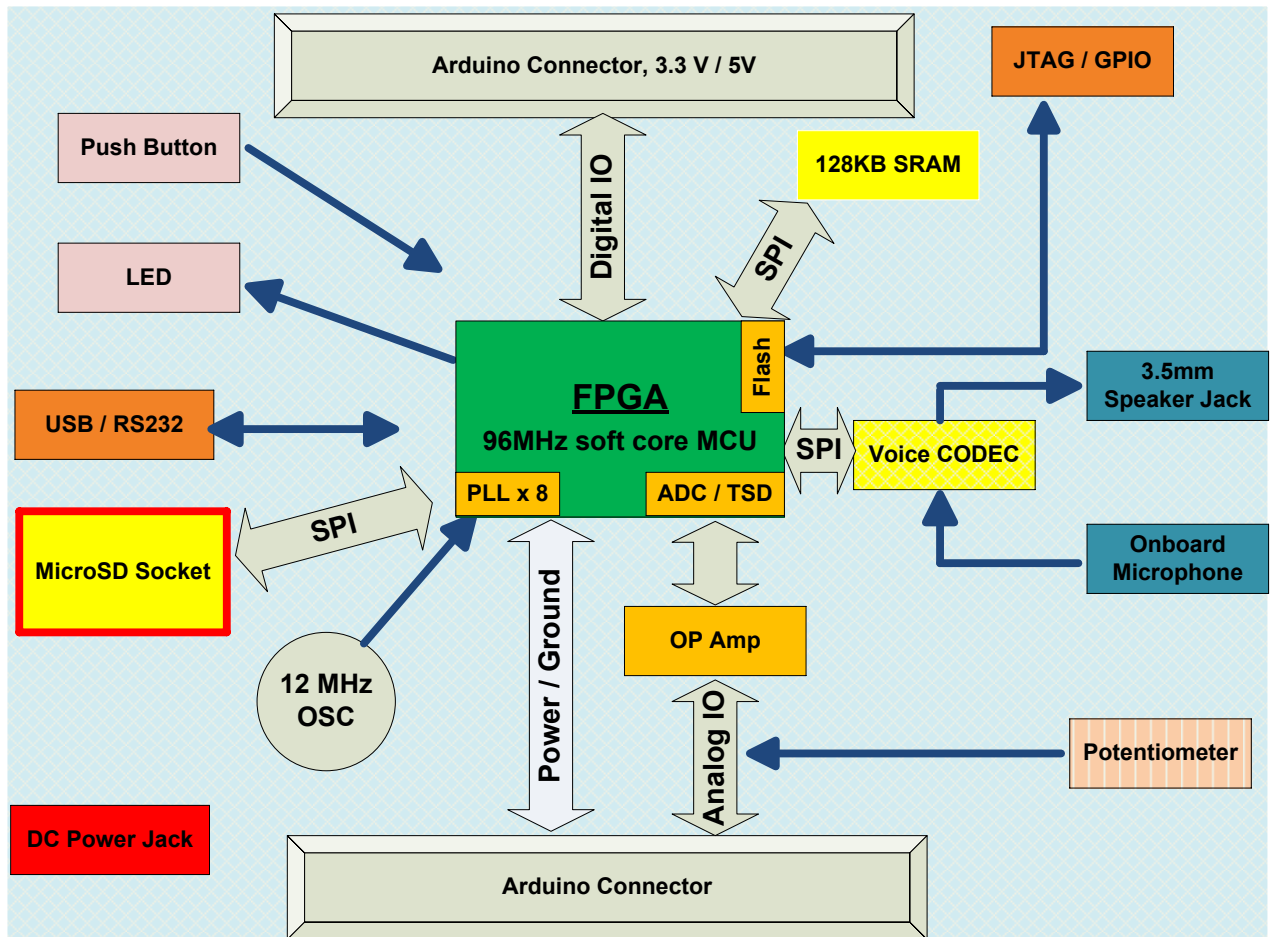 Arduino Connector, 3.3 V / 5V
JTAG / GPIO
Push Button
Digital IO
128KB SRAM
SPI
LED
FPGA
96MHz soft core MCU
Flash
3.5mm
Speaker Jack
USB / RS232
SPI
Voice CODEC
PLL x 8
ADC / TSD
SPI
MicroSD Socket
Onboard
Microphone
12 MHz
OSC
Power / Ground
OP Amp
Analog IO
Potentiometer
DC Power Jack
Arduino Connector